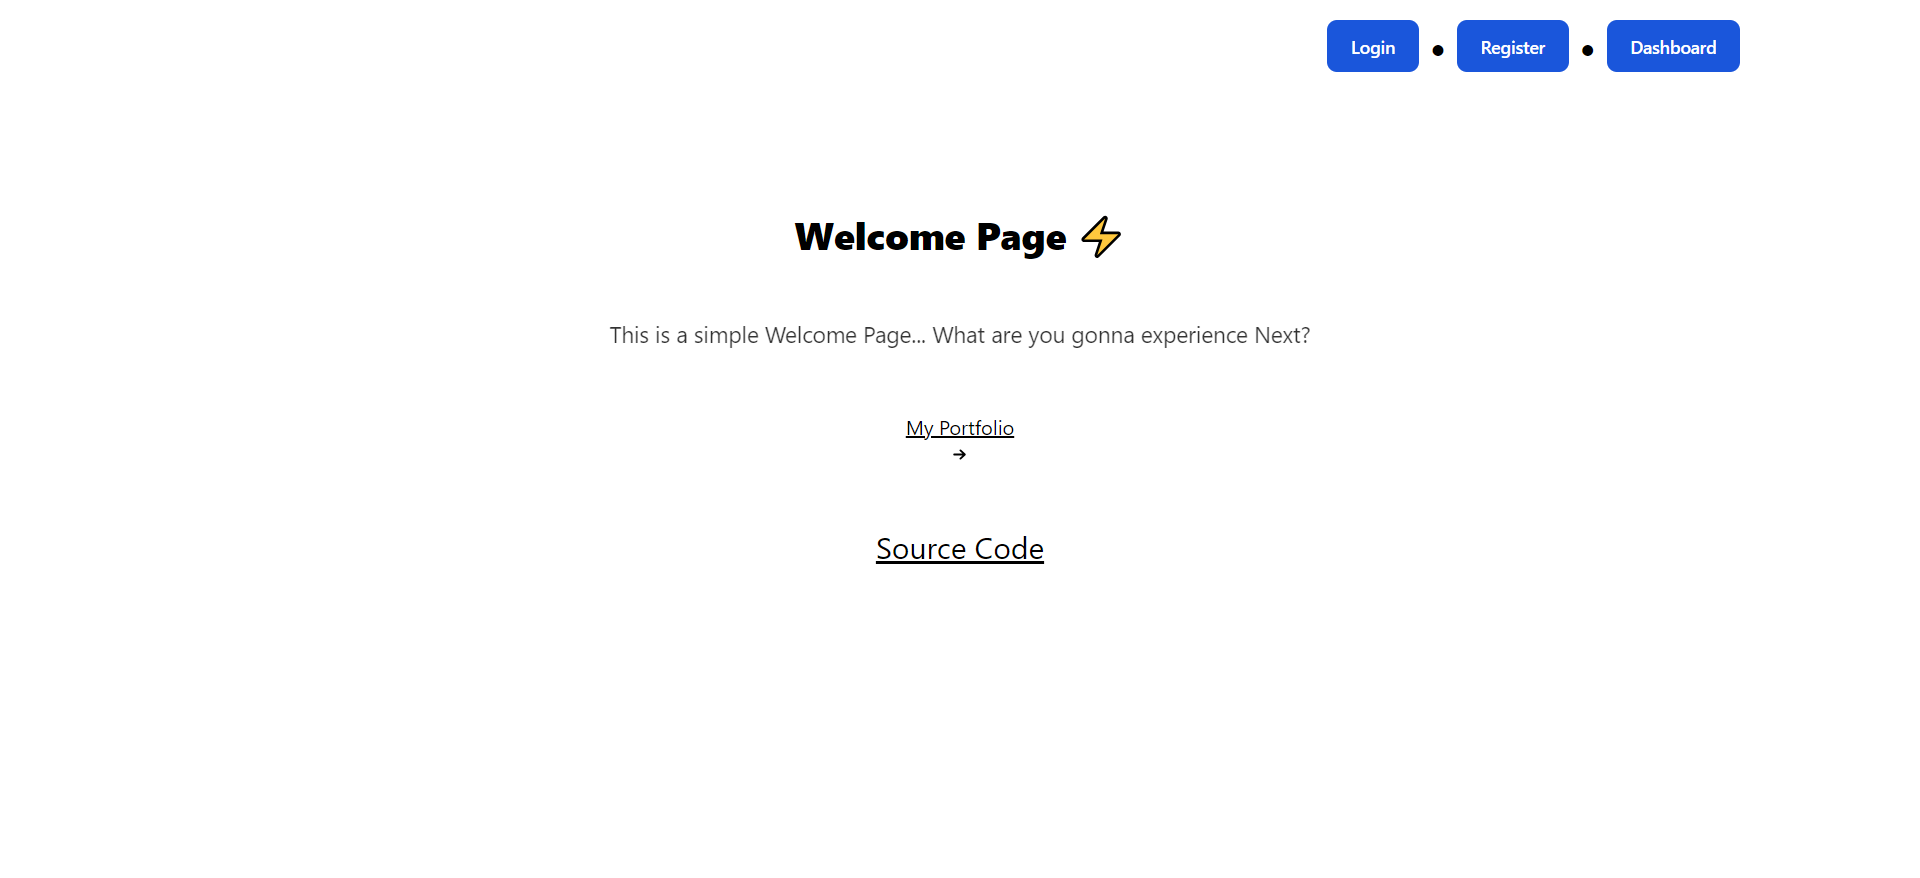 Login • Register • Dashboard
Welcome Page ⚡
This is a simple Welcome Page... What are you gonna experience Next?
My Portfolio
→
Source Code